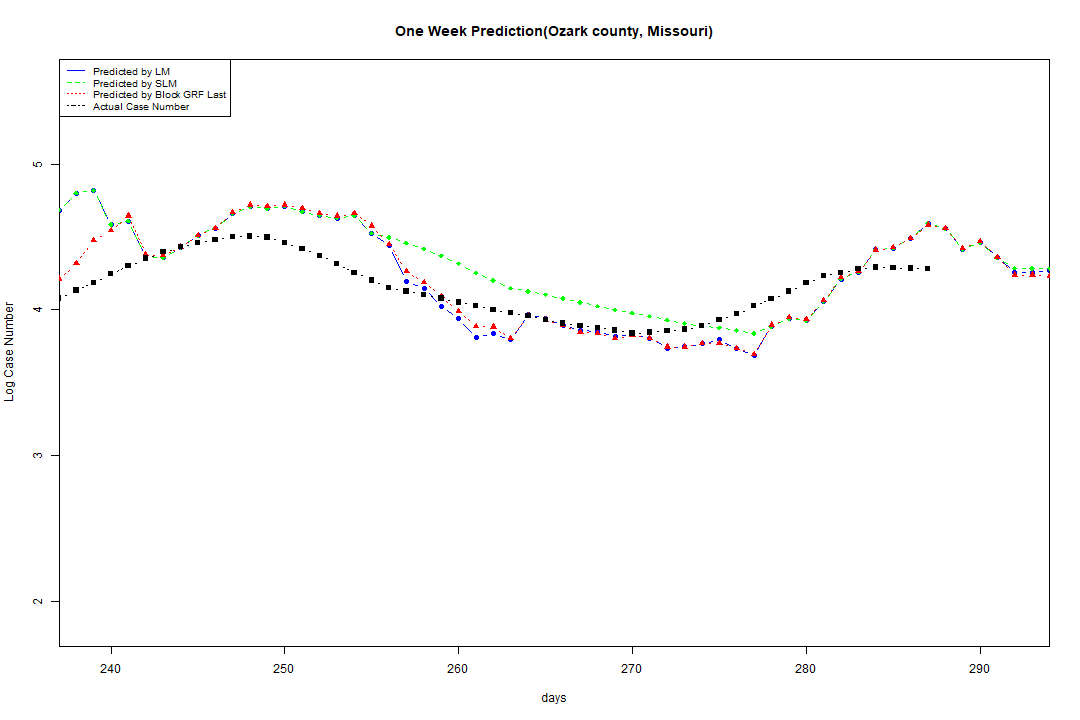 One Week Prediction(Ozark county, Missouri)
Predicted by LM
Predicted by SLM
Predicted by Block GRF Last
Actual Case Number
5
4
3
2
Log Case Number
240 250 260 270 280 290
days